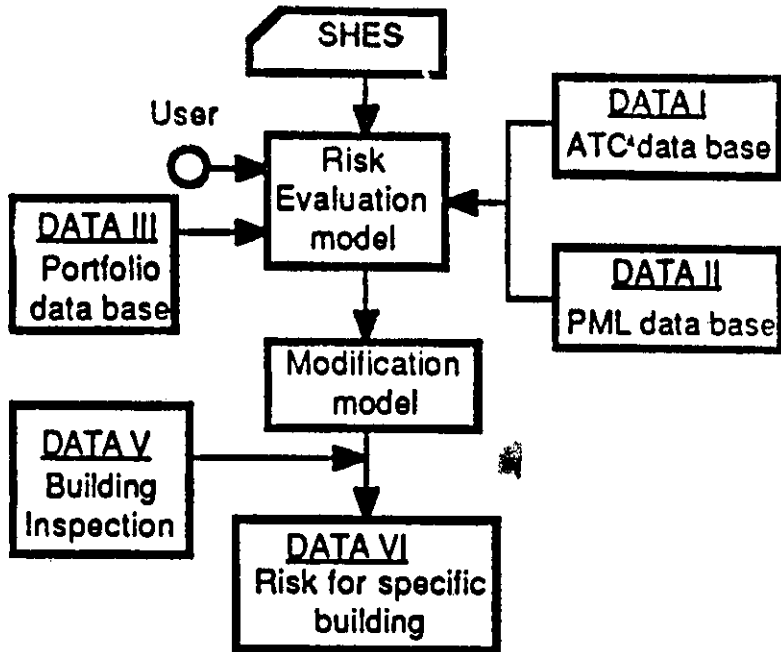 SHES
User
Risk
Evaluation
model
DATA I
ATC data base
DATA II
PML data base
DATA III
Portfolio
data base
Modification
model
DATA V
Building
Inspection
DATA VI
Risk for specific
building